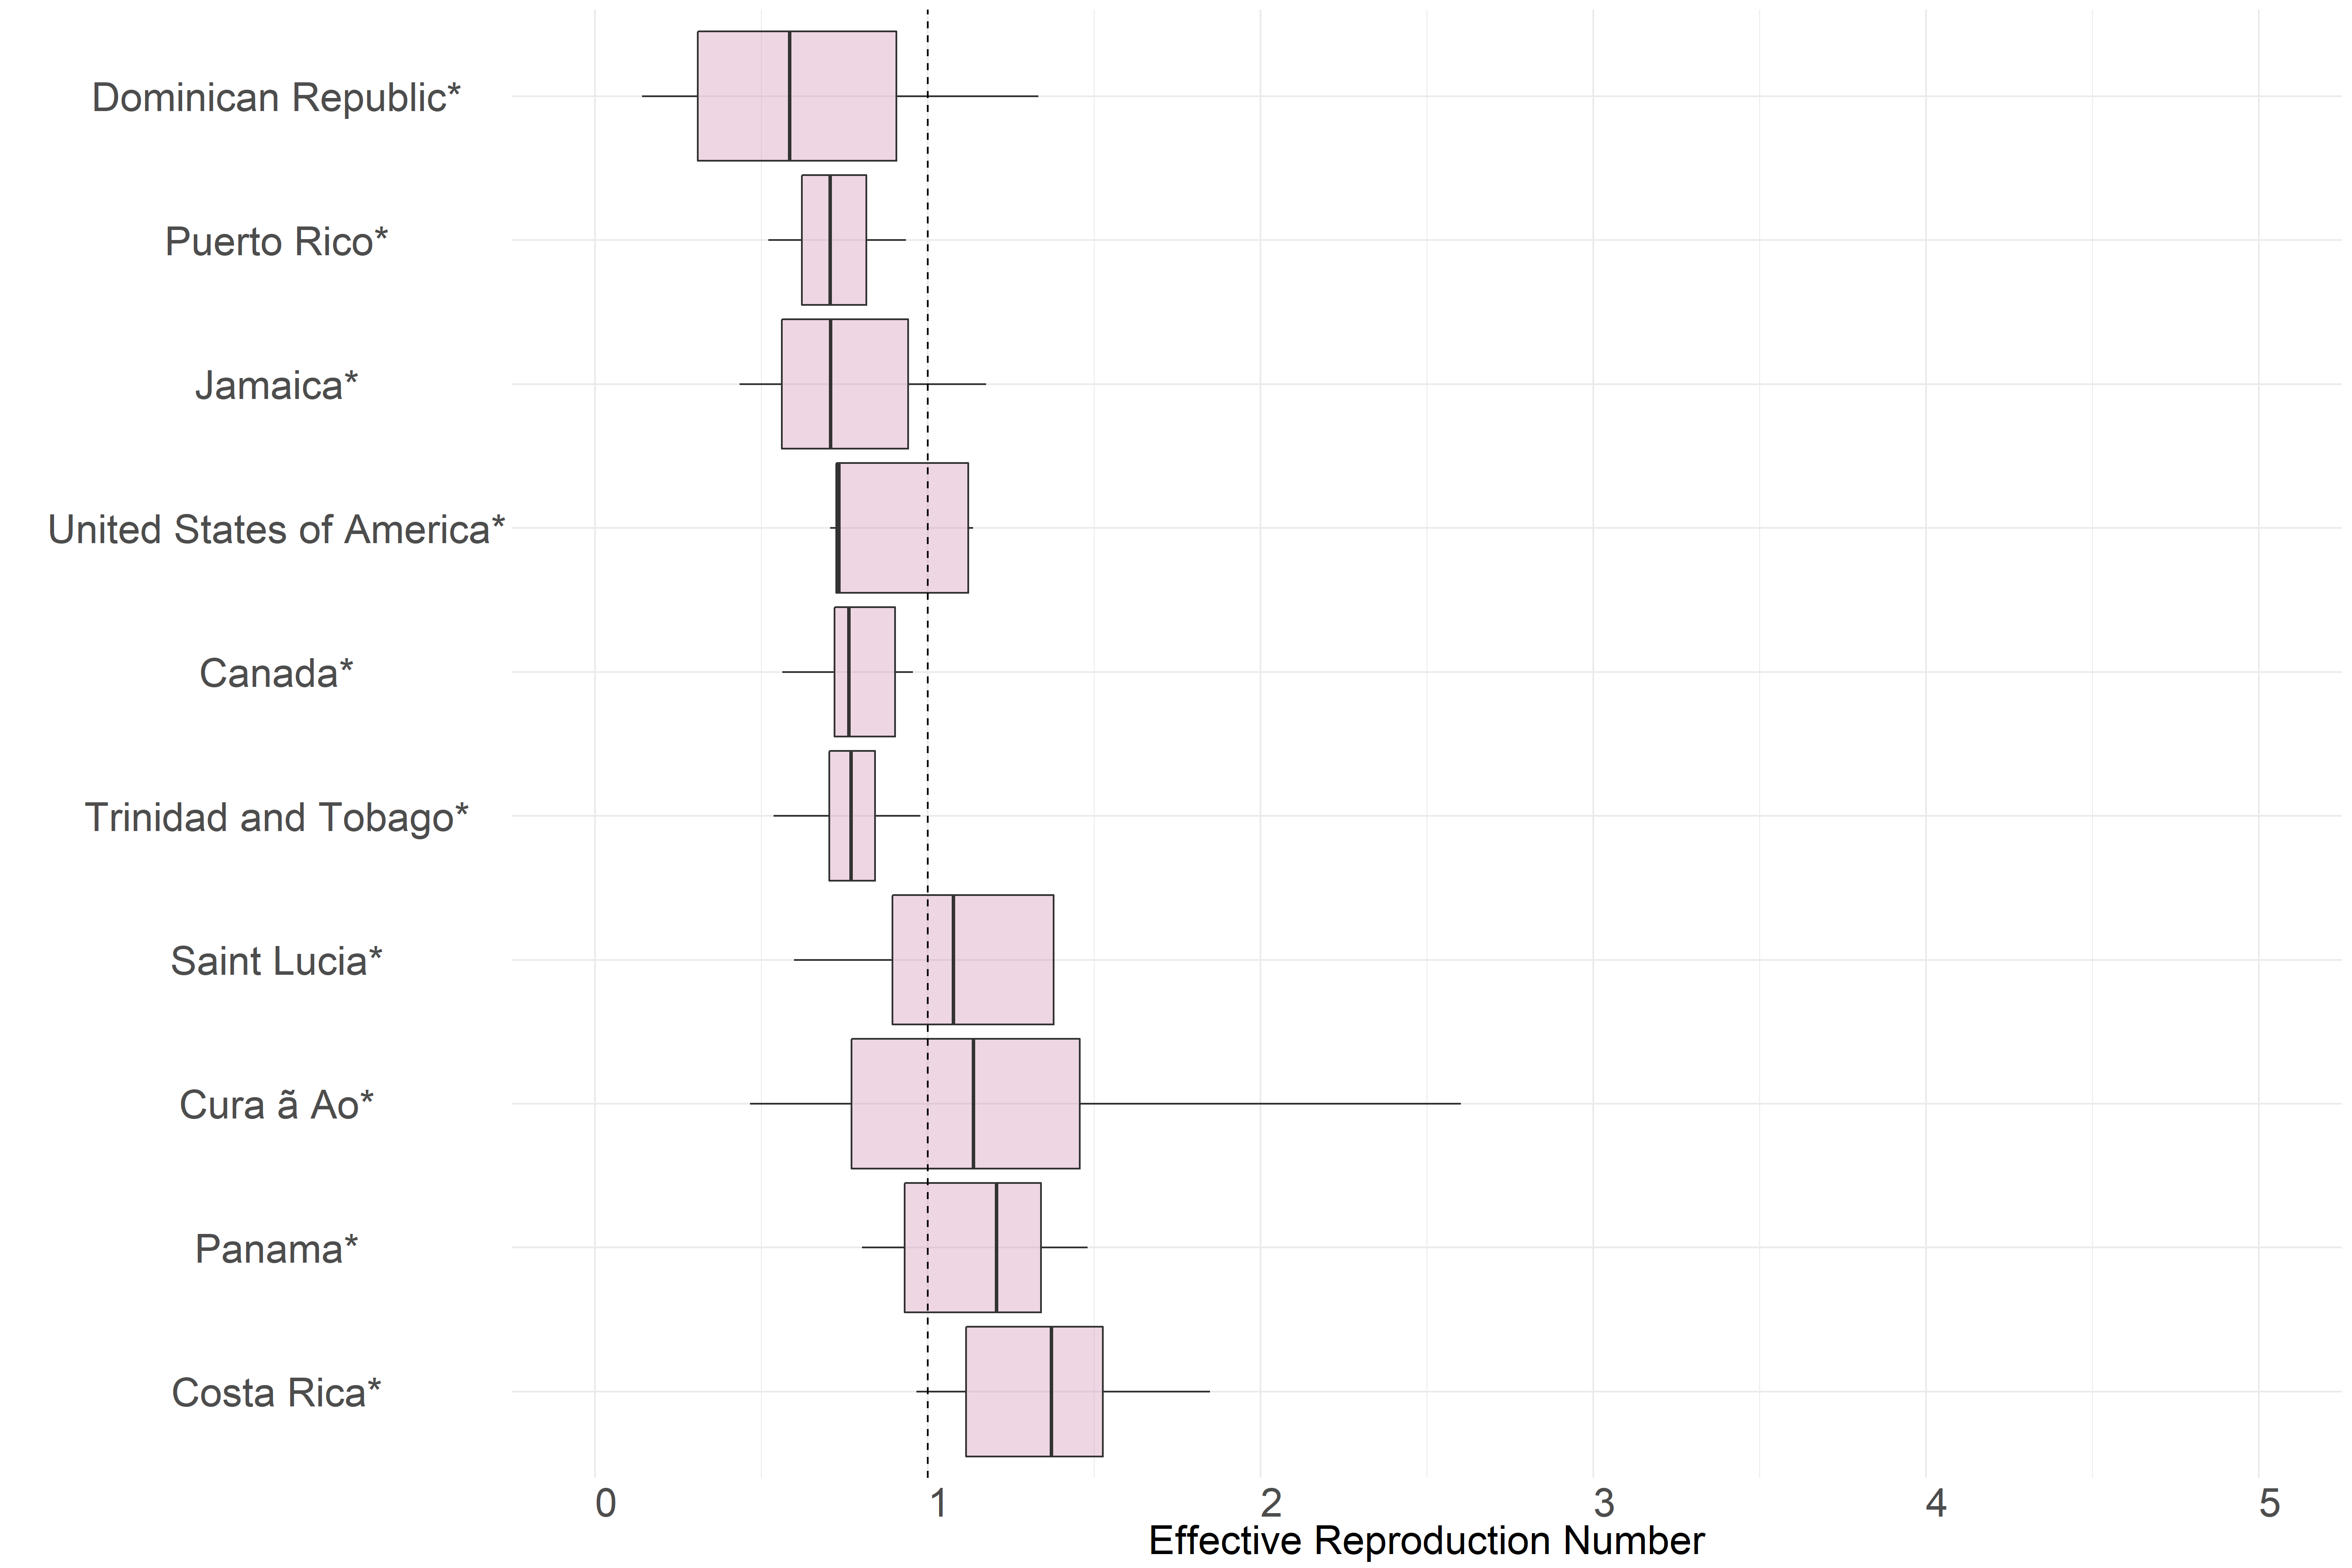 Dominican Republic*
Puerto Rico*
Jamaica*
United States of America*
Canada*
Trinidad and Tobago*
Saint Lucia*
Cura ã Ao*
Panama*
Costa Rica*
0 1 2 3 4 5
Effective Reproduction Number